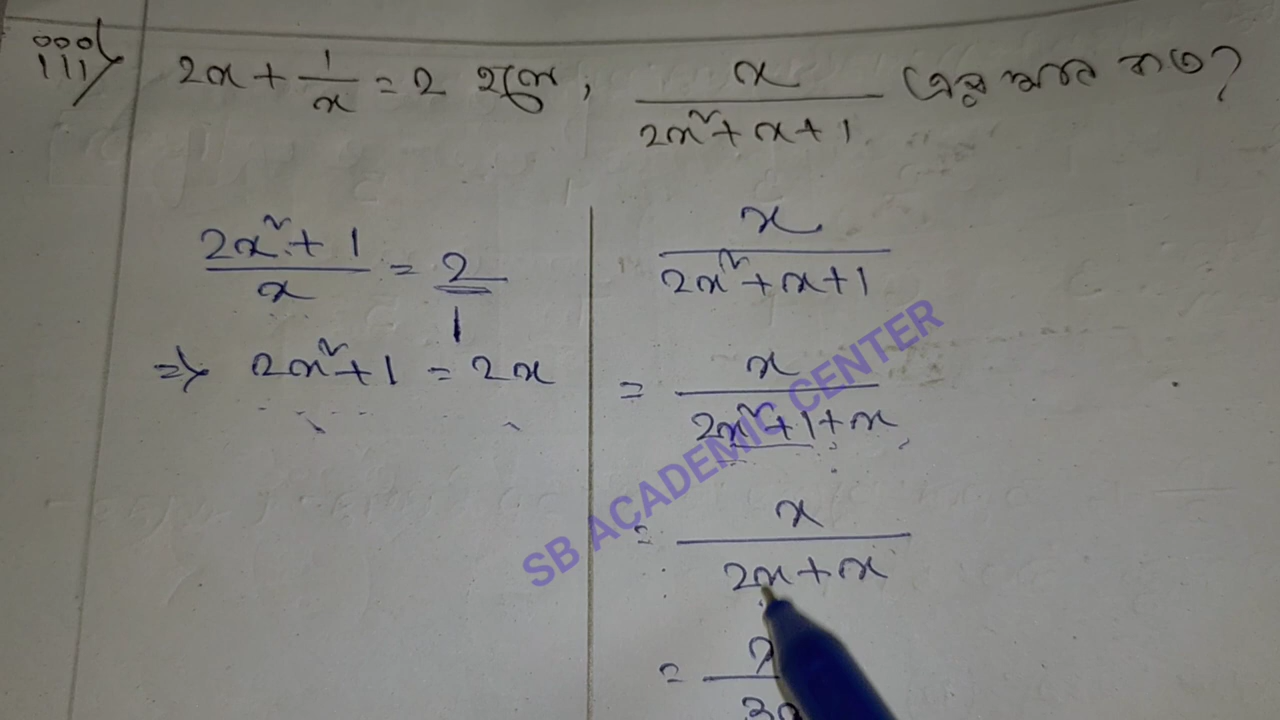 iii) 2x + 1/x = 2 হলে, x/(2x² + x + 1) এর মান কত?
(2x² + 1)/x = 2/1
=> 2x² + 1 = 2x
x/(2x² + x + 1)
= x/(2x² + 1 + x)
= x/(2x + x)
SB ACADEMIC CENTER